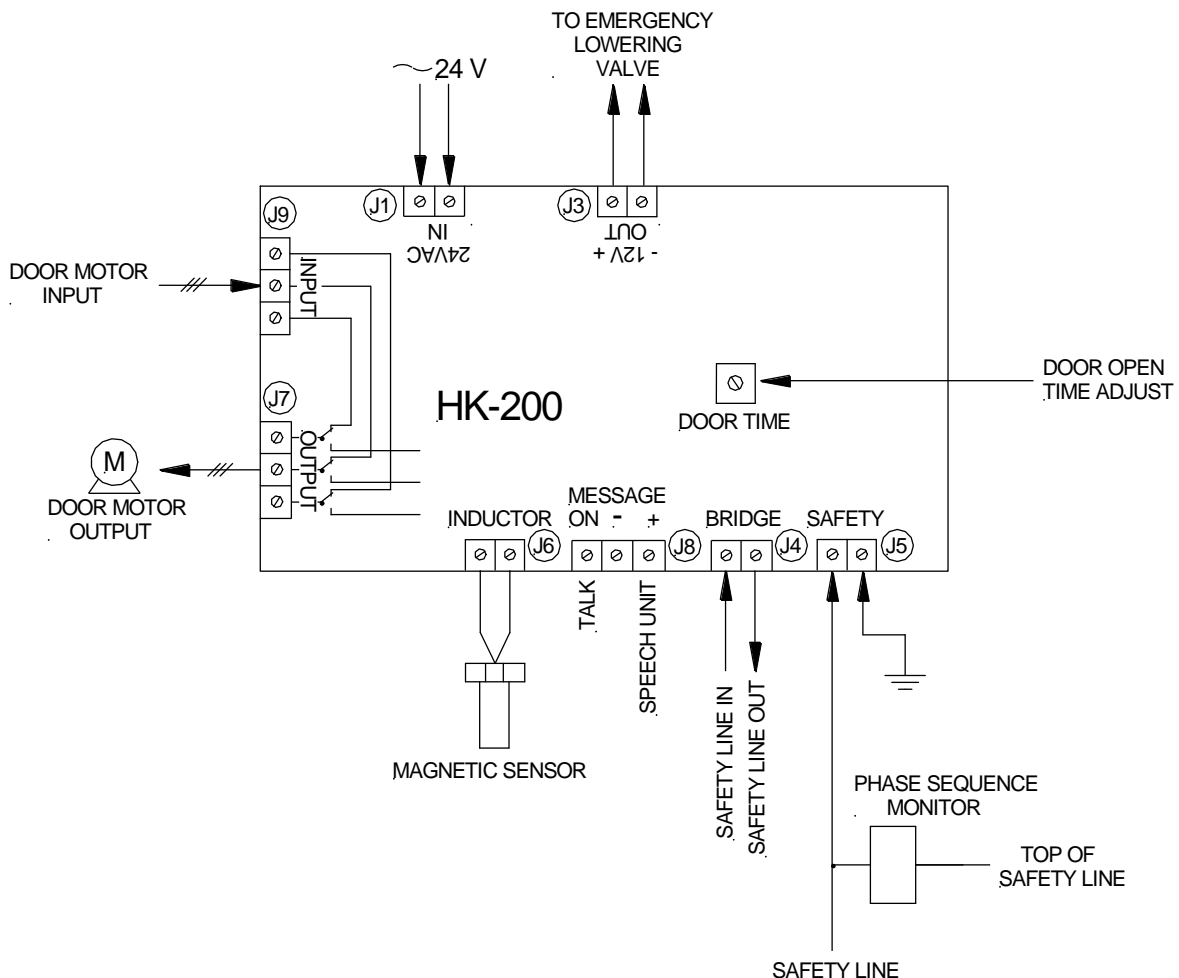 TO EMERGENCY
LOWERING
VALVE
~24 V
J1
IN
24VAC
J3
OUT
- 12V +
J9
INPUT
DOOR MOTOR
INPUT
J7
OUTPUT
M
DOOR MOTOR
OUTPUT
HK-200
DOOR TIME
DOOR OPEN
TIME ADJUST
INDUCTOR
J6
MESSAGE
ON - +
J8
BRIDGE
J4
SAFETY
J5
TALK
SPEECH UNIT
SAFETY LINE IN
SAFETY LINE OUT
MAGNETIC SENSOR
PHASE SEQUENCE
MONITOR
TOP OF
SAFETY LINE
SAFETY LINE